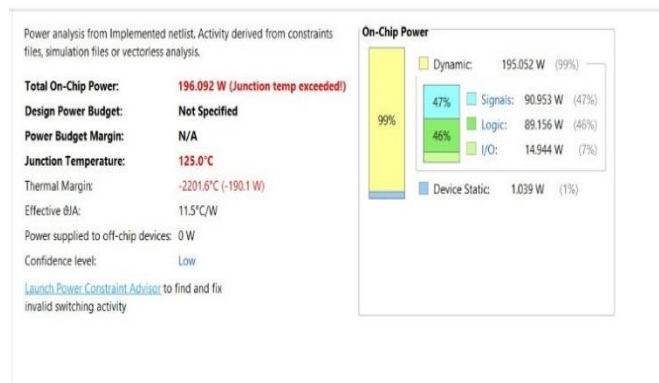 Power analysis from Implemented netlist. Activity derived from constraints
files, simulation files or vectorless analysis.
Total On-Chip Power: 196.092 W (Junction temp exceeded!)
Design Power Budget: Not Specified
Power Budget Margin: N/A
Junction Temperature: 125.0°C
Thermal Margin: -2201.6°C (-190.1 W)
Effective ϑJA: 11.5°C/W
Power supplied to off-chip devices: 0 W
Confidence level: Low
Launch Power Constraint Advisor to find and fix
invalid switching activity
On-Chip Power
Dynamic: 195.052 W (99%)
99%
47% Signals: 90.953 W (47%)
46% Logic: 89.156 W (46%)
I/O: 14.944 W (7%)
Device Static: 1.039 W (1%)